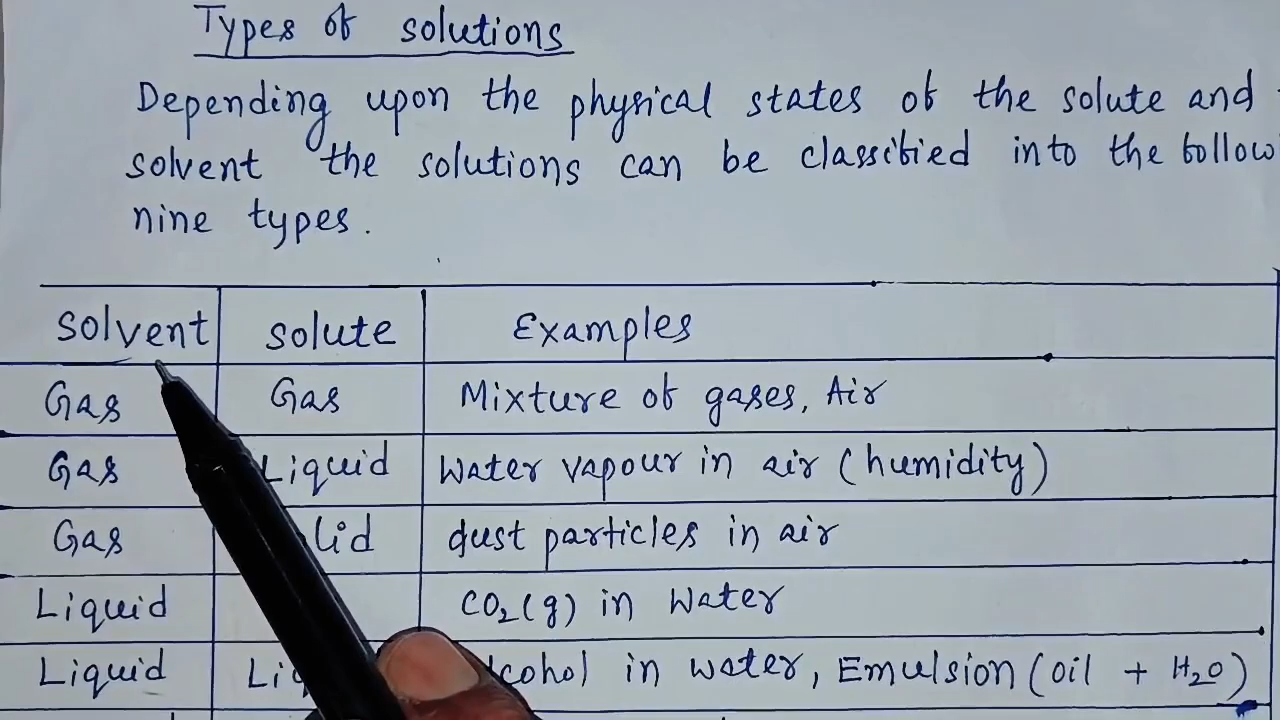 Types of solutions
Depending upon the physical states of the solute and
solvent the solutions can be classified into the follow
nine types.
Solvent Solute Examples
Gas Gas Mixture of gases, Air
Gas Liquid Water vapour in air (humidity)
Gas lid dust particles in air
Liquid CO₂(g) in Water
Liquid Li lcohol in water, Emulsion (oil + H₂O)